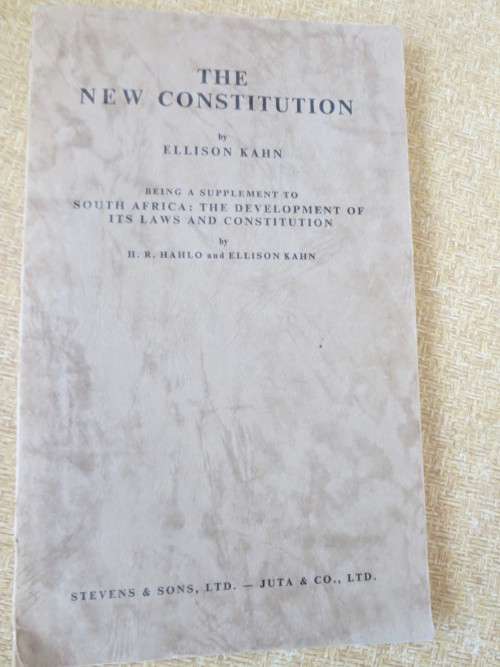 THE
NEW CONSTITUTION
by
ELLISON KAHN
BEING A SUPPLEMENT TO
SOUTH AFRICA: THE DEVELOPMENT OF
ITS LAWS AND CONSTITUTION
by
H. R. HAHLO and ELLISON KAHN
STEVENS & SONS, LTD. — JUTA & CO., LTD.